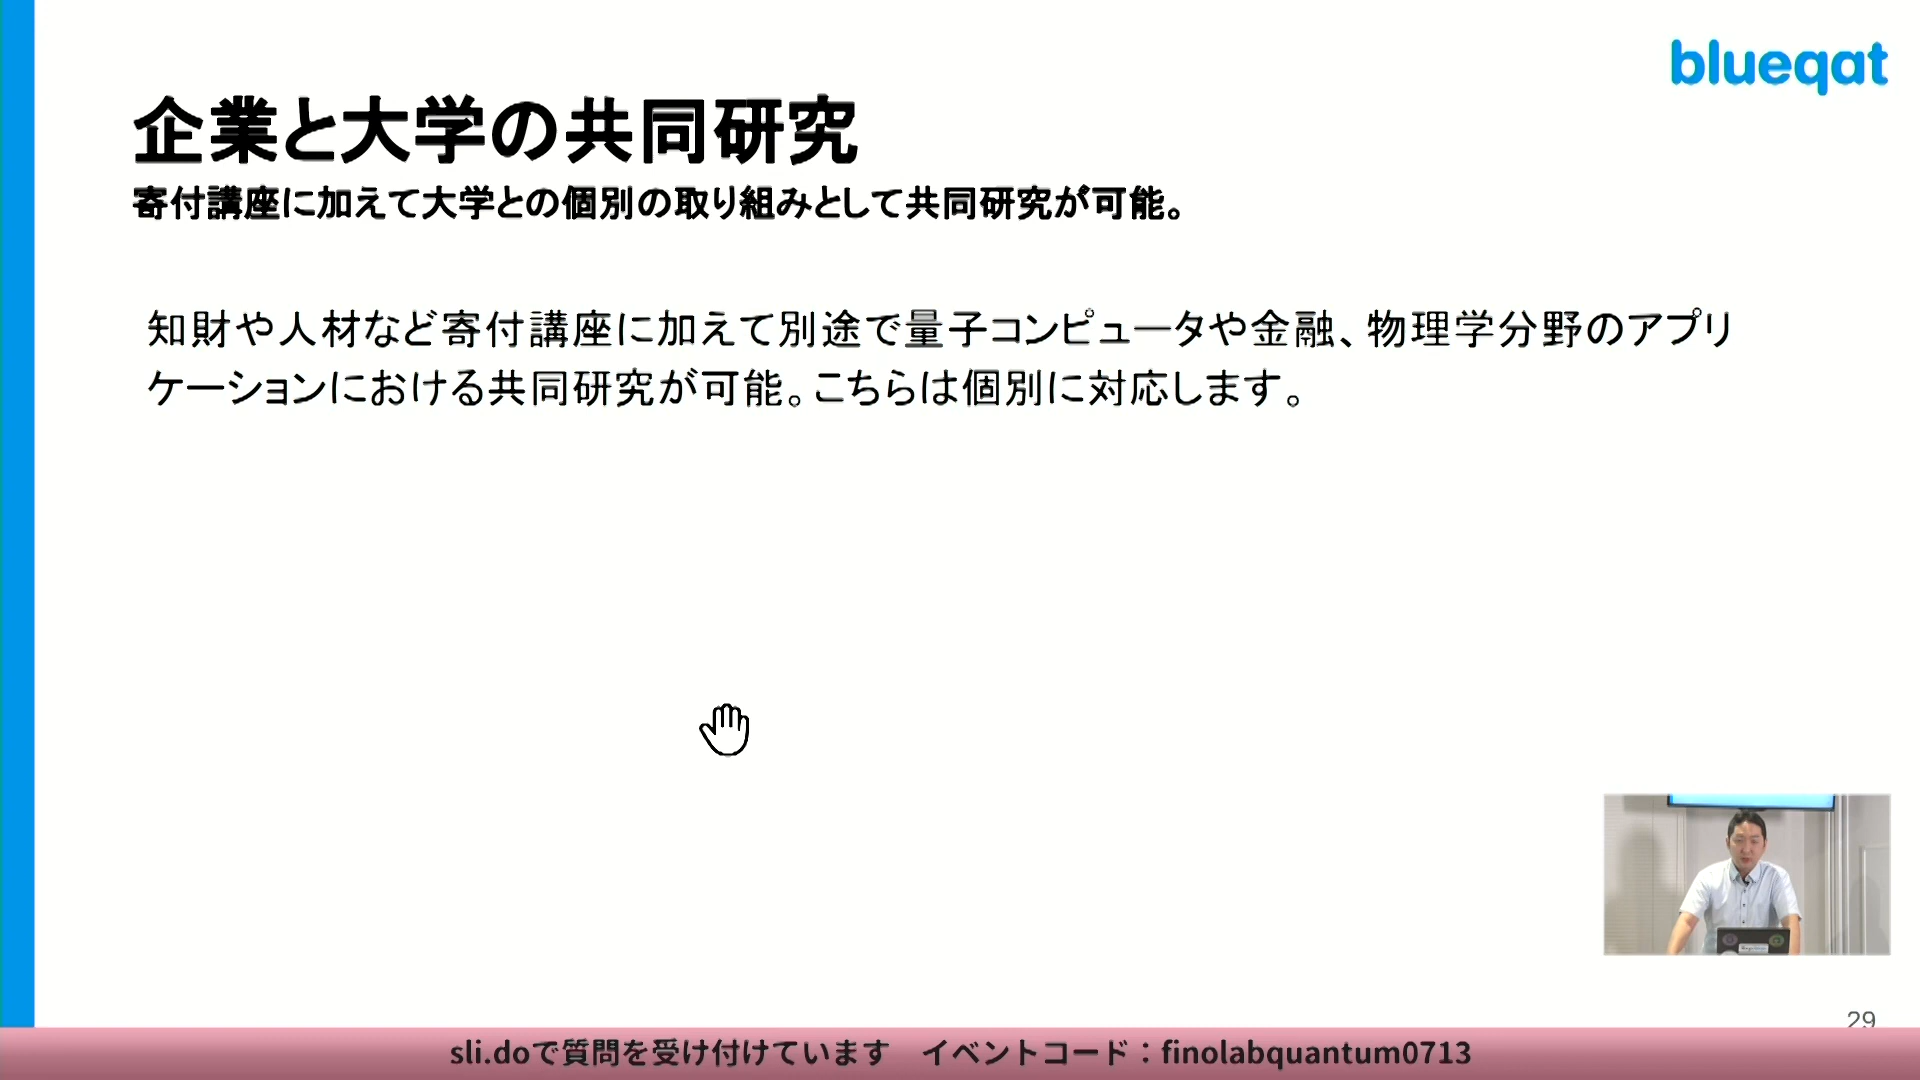 blueqat
企業と大学の共同研究
寄付講座に加えて大学との個別の取り組みとして共同研究が可能。
知財や人材など寄付講座に加えて別途で量子コンピュータや金融、物理学分野のアプリ
ケーションにおける共同研究が可能。こちらは個別に対応します。
29
sli.doで質問を受け付けています　イベントコード：finolabquantum0713